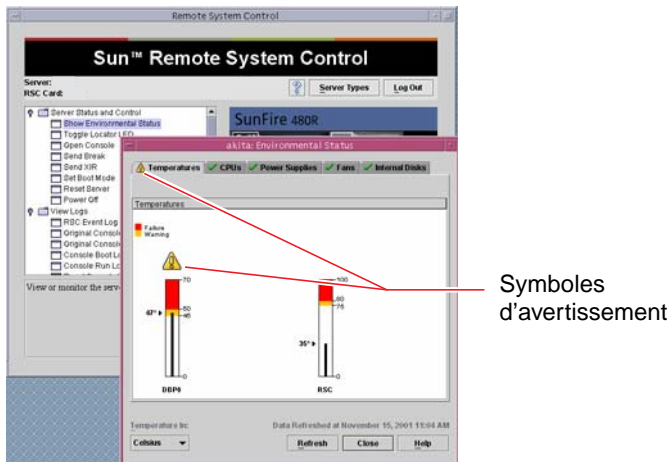 Remote System Control
Sun™ Remote System Control
Server:
RSC Card:
Server Types
Log Out
Server Status and Control
Show Environmental Status
Toggle Locator LED
Open Console
Send Break
Send XIR
Set Boot Mode
Reset Server
Power Off
View Logs
RSC Event Log
Original Consol
Original Consol
Console Boot L
Console Run Lo
View or monitor the serv
SunFire 480R
akita: Environmental Status
Temperatures
CPUs
Power Supplies
Fans
Internal Disks
Temperatures
Failure
Warning
70
50
46
47°
0
DBP0
100
80
75
35°
0
RSC
Symboles
d'avertissement
Temperature in:
Data Refreshed at November 15, 2001 11:04 AM
Celsius
Refresh
Close
Help